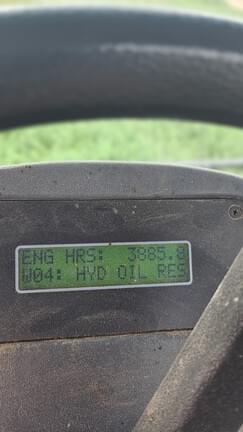 ENG HRS: 3885.8
W04: HYD OIL RES